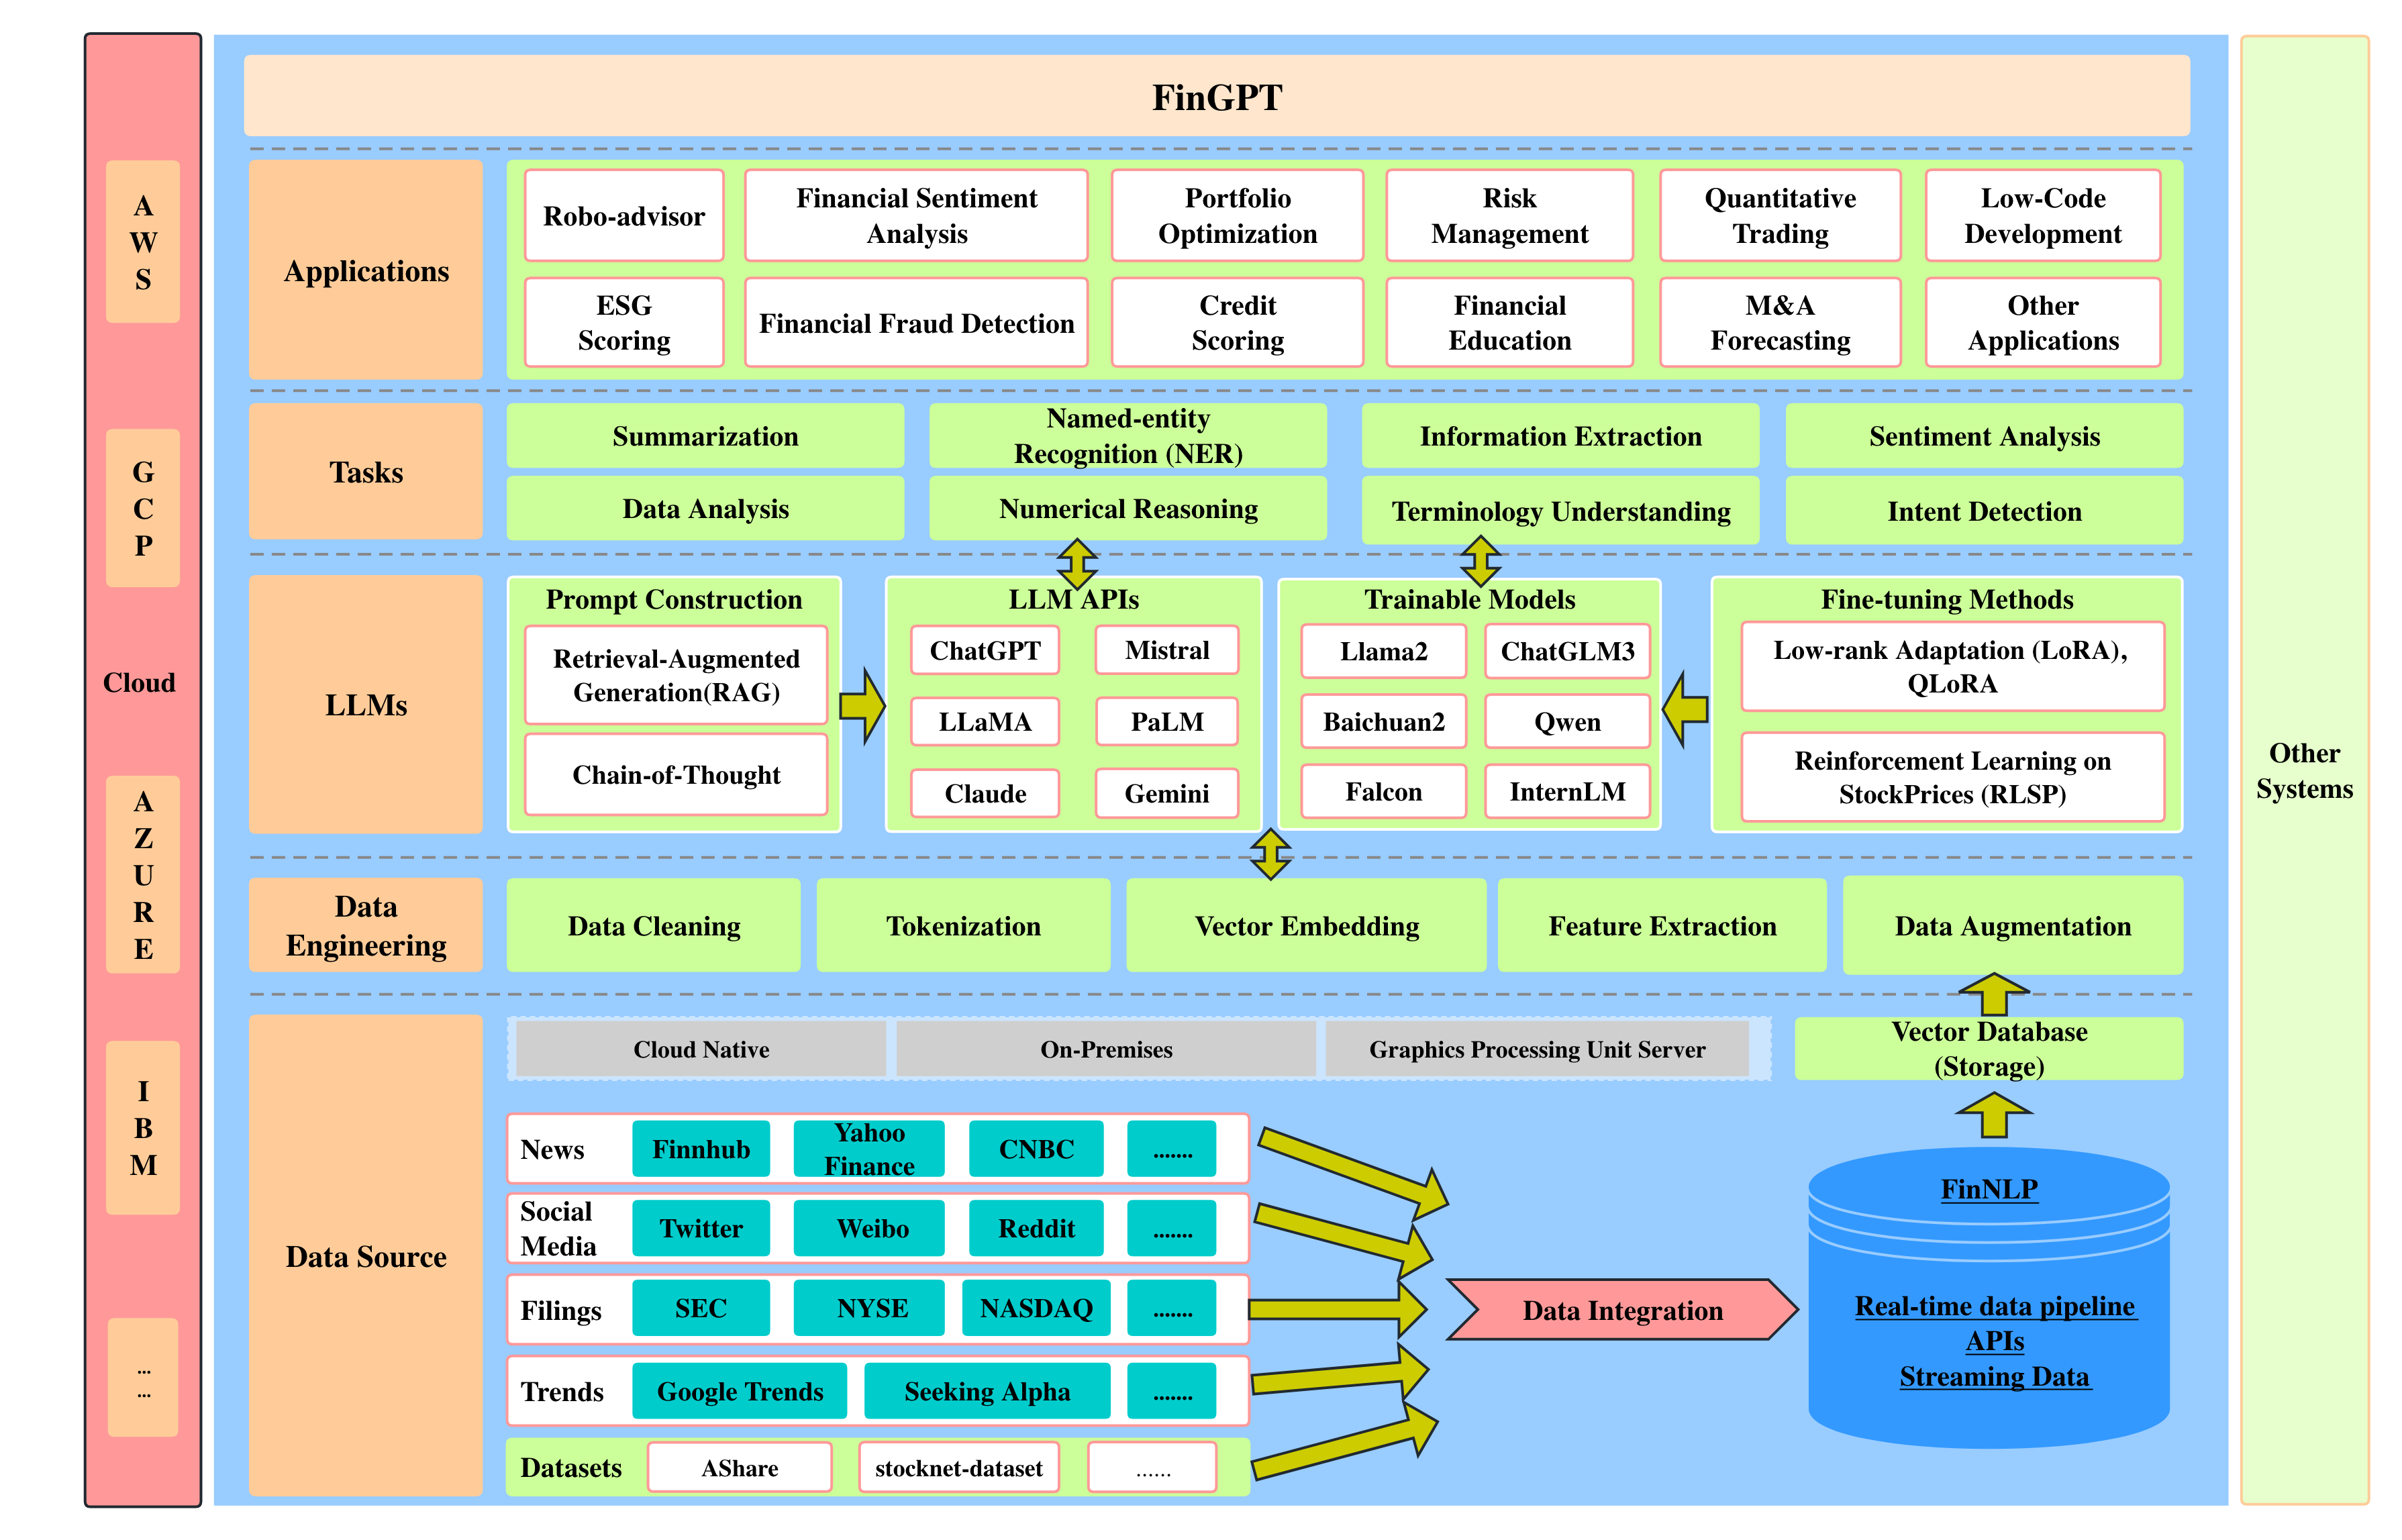 FinGPT
A
W
S
G
C
P
Cloud
A
Z
U
R
E
I
B
M
...
...
Applications
Robo-advisor
Financial Sentiment
Analysis
Portfolio
Optimization
Risk
Management
Quantitative
Trading
Low-Code
Development
ESG
Scoring
Financial Fraud Detection
Credit
Scoring
Financial
Education
M&A
Forecasting
Other
Applications
Tasks
Summarization
Named-entity
Recognition (NER)
Information Extraction
Sentiment Analysis
Data Analysis
Numerical Reasoning
Terminology Understanding
Intent Detection
LLMs
Prompt Construction
Retrieval-Augmented
Generation(RAG)
Chain-of-Thought
LLM APIs
ChatGPT
Mistral
LLaMA
PaLM
Claude
Gemini
Trainable Models
Llama2
ChatGLM3
Baichuan2
Qwen
Falcon
InternLM
Fine-tuning Methods
Low-rank Adaptation (LoRA),
QLoRA
Reinforcement Learning on
StockPrices (RLSP)
Data
Engineering
Data Cleaning
Tokenization
Vector Embedding
Feature Extraction
Data Augmentation
Data Source
Cloud Native
On-Premises
Graphics Processing Unit Server
Vector Database
(Storage)
News
Finnhub
Yahoo
Finance
CNBC
.......
Social
Media
Twitter
Weibo
Reddit
.......
Filings
SEC
NYSE
NASDAQ
.......
Trends
Google Trends
Seeking Alpha
.......
Datasets
AShare
stocknet-dataset
......
Data Integration
FinNLP
Real-time data pipeline
APIs
Streaming Data
Other
Systems